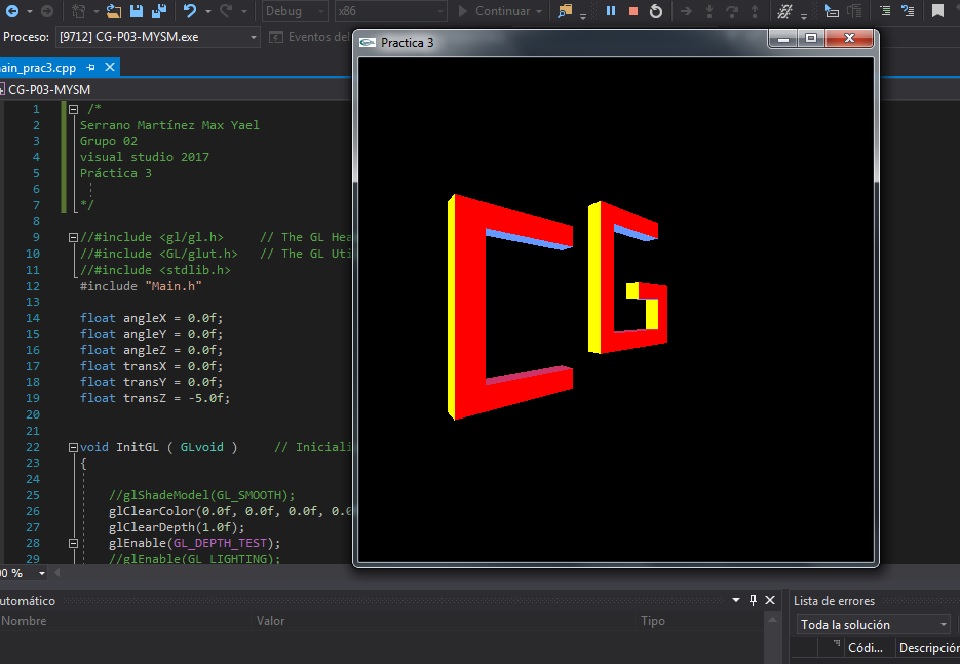 Debug x86 Continuar
Proceso: [9712] CG-P03-MYSM.exe Eventos del
Practica 3
ain_prac3.cpp
CG-P03-MYSM
1 /*
2 Serrano Martínez Max Yael
3 Grupo 02
4 visual studio 2017
5 Práctica 3
6
7 */
8
9 //#include <gl/gl.h> // The GL Hea
10 //#include <GL/glut.h> // The GL Uti
11 //#include <stdlib.h>
12 #include "Main.h"
13
14 float angleX = 0.0f;
15 float angleY = 0.0f;
16 float angleZ = 0.0f;
17 float transX = 0.0f;
18 float transY = 0.0f;
19 float transZ = -5.0f;
20
21
22 void InitGL ( GLvoid ) // Iniciali
23 {
24
25 //glShadeModel(GL_SMOOTH);
26 glClearColor(0.0f, 0.0f, 0.0f, 0.0
27 glClearDepth(1.0f);
28 glEnable(GL_DEPTH_TEST);
29 //glEnable(GL_LIGHTING);
CG
00 %
utomático
Nombre Valor Tipo
Lista de errores
Toda la solución
Códi... Descripción